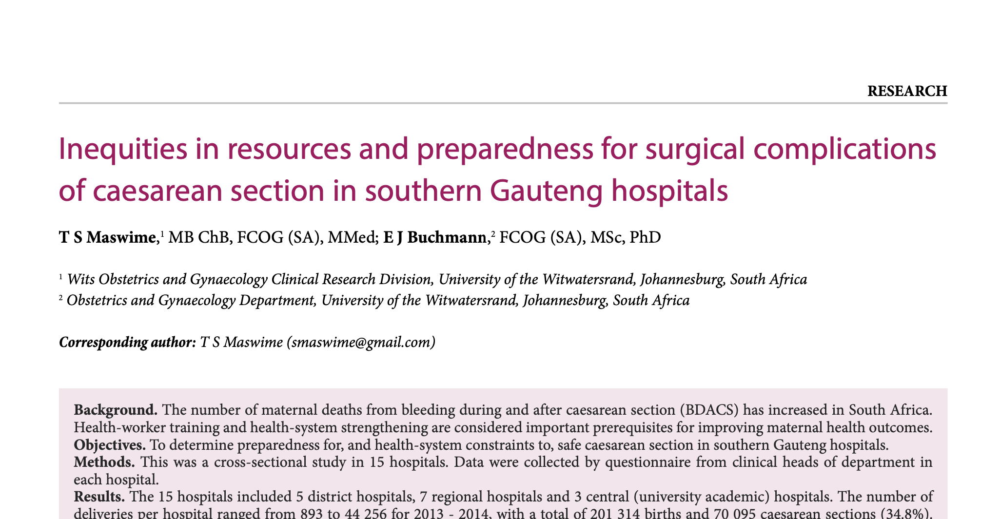 RESEARCH
Inequities in resources and preparedness for surgical complications
of caesarean section in southern Gauteng hospitals
T S Maswime,¹ MB ChB, FCOG (SA), MMed; E J Buchmann,² FCOG (SA), MSc, PhD
¹ Wits Obstetrics and Gynaecology Clinical Research Division, University of the Witwatersrand, Johannesburg, South Africa
² Obstetrics and Gynaecology Department, University of the Witwatersrand, Johannesburg, South Africa
Corresponding author: T S Maswime (smaswime@gmail.com)
Background. The number of maternal deaths from bleeding during and after caesarean section (BDACS) has increased in South Africa.
Health-worker training and health-system strengthening are considered important prerequisites for improving maternal health outcomes.
Objectives. To determine preparedness for, and health-system constraints to, safe caesarean section in southern Gauteng hospitals.
Methods. This was a cross-sectional study in 15 hospitals. Data were collected by questionnaire from clinical heads of department in
each hospital.
Results. The 15 hospitals included 5 district hospitals, 7 regional hospitals and 3 central (university academic) hospitals. The number of
deliveries per hospital ranged from 893 to 44 256 for 2013 - 2014, with a total of 201 314 births and 70 095 caesarean sections (34.8%).